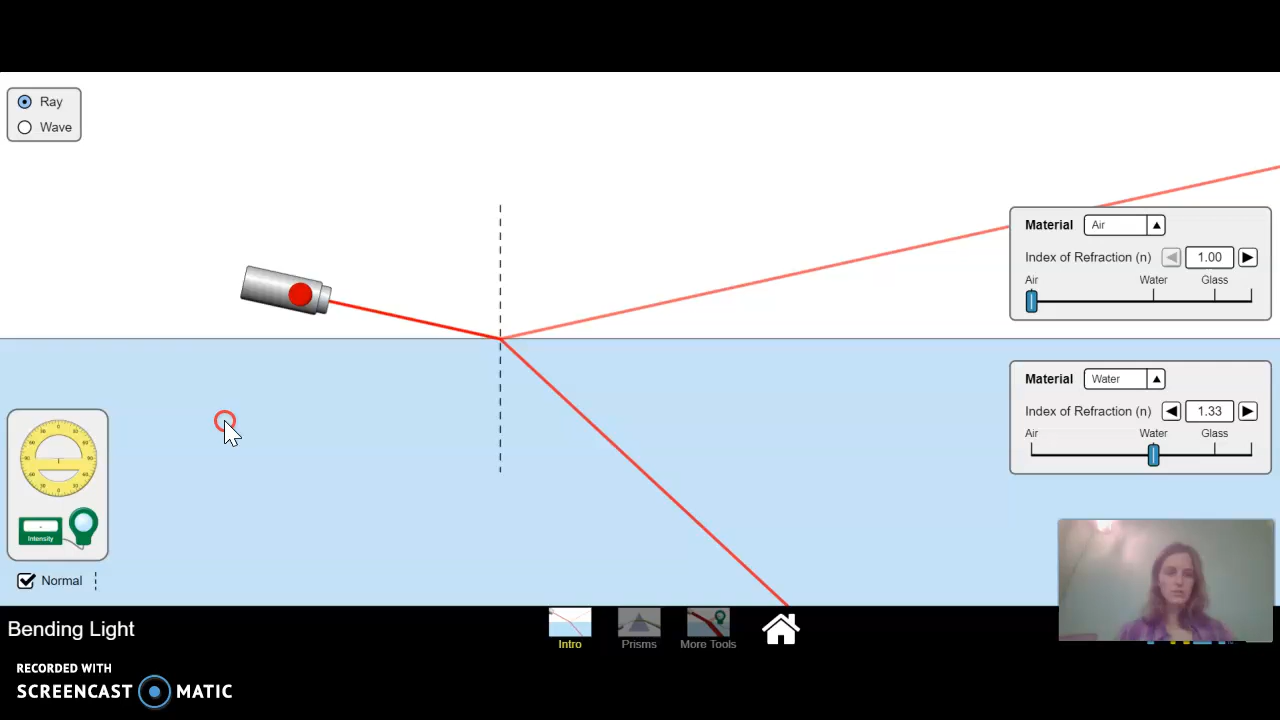 Ray
Wave
Material Air
Index of Refraction (n) 1.00
Air Water Glass
Material Water
Index of Refraction (n) 1.33
Air Water Glass
Intensity
Normal
Bending Light
Intro
Prisms
More Tools
RECORDED WITH
SCREENCAST MATIC